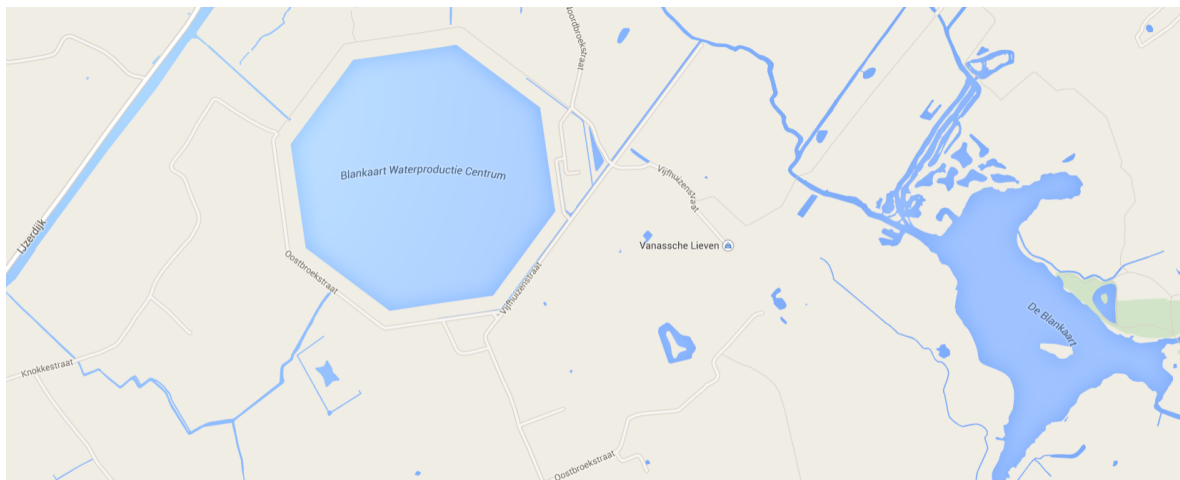 Noordbroekstraat
Blankaart Waterproductie Centrum
Vijfhuizenstraat
IJzerdijk
Vanassche Lieven
Oostbroekstraat
Vijfhuizenstraat
De Blankaart
Knokkestraat
Oostbroekstraat